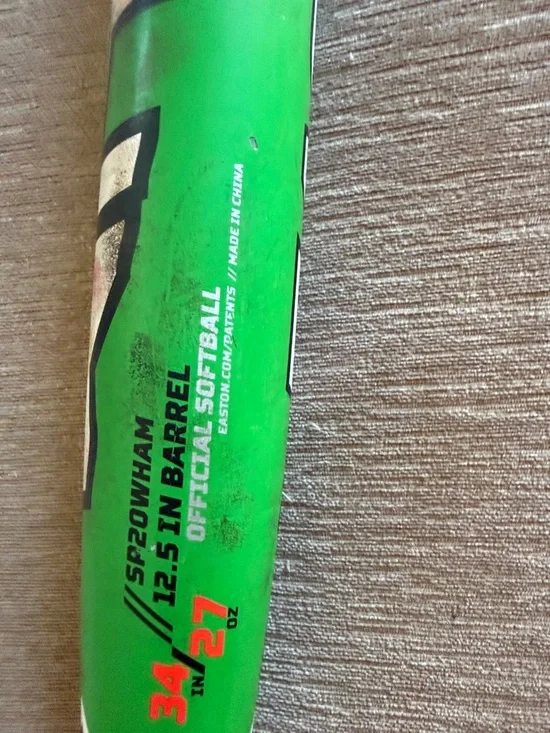 //SP20WHAM
12.5 IN BARREL
OFFICIAL SOFTBALL
EASTON.COM/PATENTS // MADE IN CHINA
34 IN/27 OZ